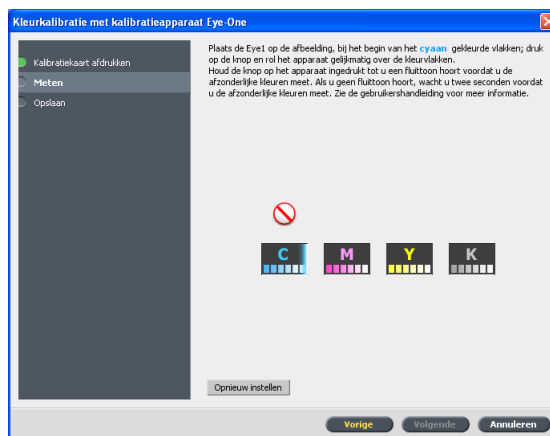 Kleurkalibratie met kalibratieapparaat Eye-One
Kalibratiekaart afdrukken
Meten
Opslaan
Plaats de Eye1 op de afbeelding, bij het begin van het cyaan gekleurde vlakken; druk
op de knop en rol het apparaat gelijkmatig over de kleurvlakken.
Houd de knop op het apparaat ingedrukt tot u een fluittoon hoort voordat u de
afzonderlijke kleuren meet. Als u geen fluittoon hoort, wacht u twee seconden voordat
u de afzonderlijke kleuren meet. Zie de gebruikershandleiding voor meer informatie.
C M Y K
Opnieuw instellen
Vorige Volgende Annuleren